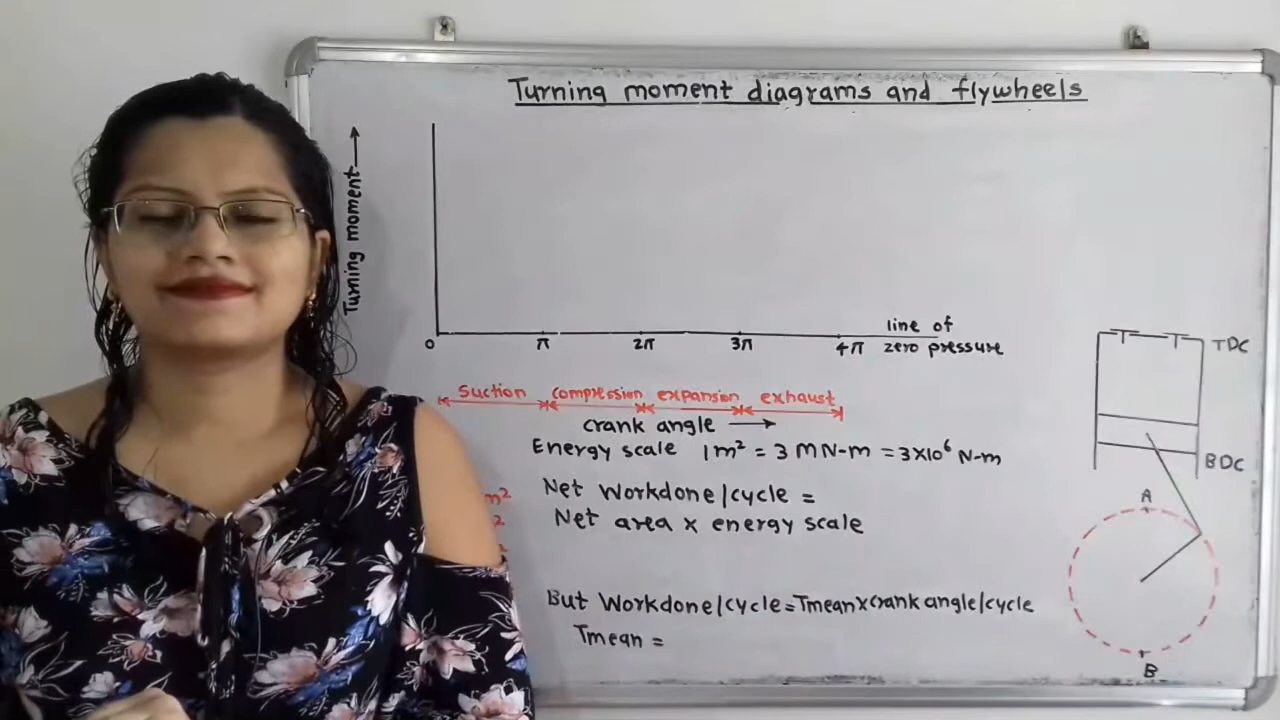 Turning moment diagrams and flywheels
Turning moment
line of
zero pressure
0 π 2π 3π 4π
suction compression expansion exhaust
crank angle
Energy scale 1m² = 3 MN-m = 3×10⁶ N-m
m² Net Workdone/cycle =
2 Net area × energy scale
But Workdone/cycle=Tmean×crank angle/cycle
Tmean =
TDC
BDC
A
B